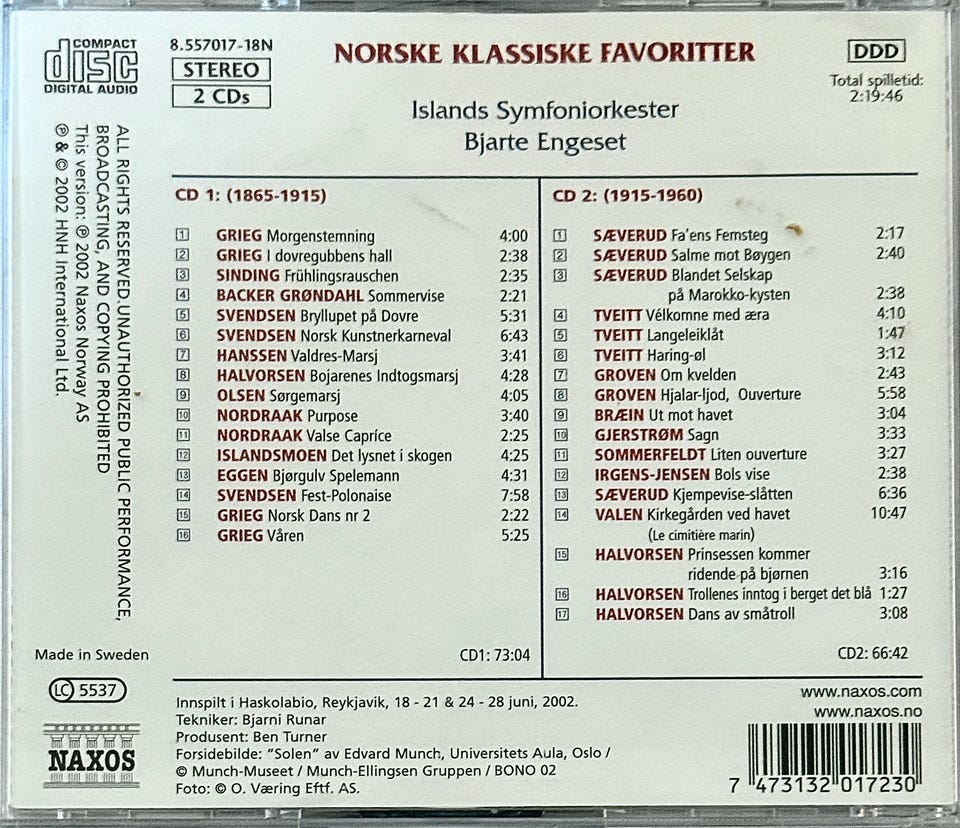 COMPACT
disc
DIGITAL AUDIO
8.557017-18N
STEREO
2 CDs
NORSKE KLASSISKE FAVORITTER
Islands Symfoniorkester
Bjarte Engeset
DDD
Total spilletid:
2:19:46
ALL RIGHTS RESERVED.UNAUTHORIZED PUBLIC PERFORMANCE,
BROADCASTING, AND COPYING PROHIBITED
This version: ℗ 2002 Naxos Norway AS
℗ & © 2002 HNH International Ltd.
CD 1: (1865-1915)
1 GRIEG Morgenstemning 4:00
2 GRIEG I dovregubbens hall 2:38
3 SINDING Frühlingsrauschen 2:35
4 BACKER GRØNDAHL Sommervise 2:21
5 SVENDSEN Bryllupet på Dovre 5:31
6 SVENDSEN Norsk Kunstnerkarneval 6:43
7 HANSSEN Valdres-Marsj 3:41
8 HALVORSEN Bojarenes Indtogsmarsj 4:28
9 OLSEN Sørgemarsj 4:05
10 NORDRAAK Purpose 3:40
11 NORDRAAK Valse Caprice 2:25
12 ISLANDSMOEN Det lysnet i skogen 4:25
13 EGGEN Bjørgulv Spelemann 4:31
14 SVENDSEN Fest-Polonaise 7:58
15 GRIEG Norsk Dans nr 2 2:22
16 GRIEG Våren 5:25
CD1: 73:04
CD 2: (1915-1960)
1 SÆVERUD Fa'ens Femsteg 2:17
2 SÆVERUD Salme mot Bøygen 2:40
3 SÆVERUD Blandet Selskap
på Marokko-kysten 2:38
4 TVEITT Vélkomne med æra 4:10
5 TVEITT Langeleiklåt 1:47
6 TVEITT Haring-øl 3:12
7 GROVEN Om kvelden 2:43
8 GROVEN Hjalar-ljod, Ouverture 5:58
9 BRÆIN Ut mot havet 3:04
10 GJERSTRØM Sagn 3:33
11 SOMMERFELDT Liten ouverture 3:27
12 IRGENS-JENSEN Bols vise 2:38
13 SÆVERUD Kjempevise-slåtten 6:36
14 VALEN Kirkegården ved havet 10:47
(Le cimitière marin)
15 HALVORSEN Prinsessen kommer
ridende på bjørnen 3:16
16 HALVORSEN Trollenes inntog i berget det blå 1:27
17 HALVORSEN Dans av småtroll 3:08
CD2: 66:42
Made in Sweden
LC 5537
NAXOS
Innspilt i Haskolabio, Reykjavik, 18 - 21 & 24 - 28 juni, 2002.
Tekniker: Bjarni Runar
Produsent: Ben Turner
Forsidebilde: "Solen" av Edvard Munch, Universitets Aula, Oslo /
© Munch-Museet / Munch-Ellingsen Gruppen / BONO 02
Foto: © O. Væring Eftf. AS.
www.naxos.com
www.naxos.no
7 473132 017230